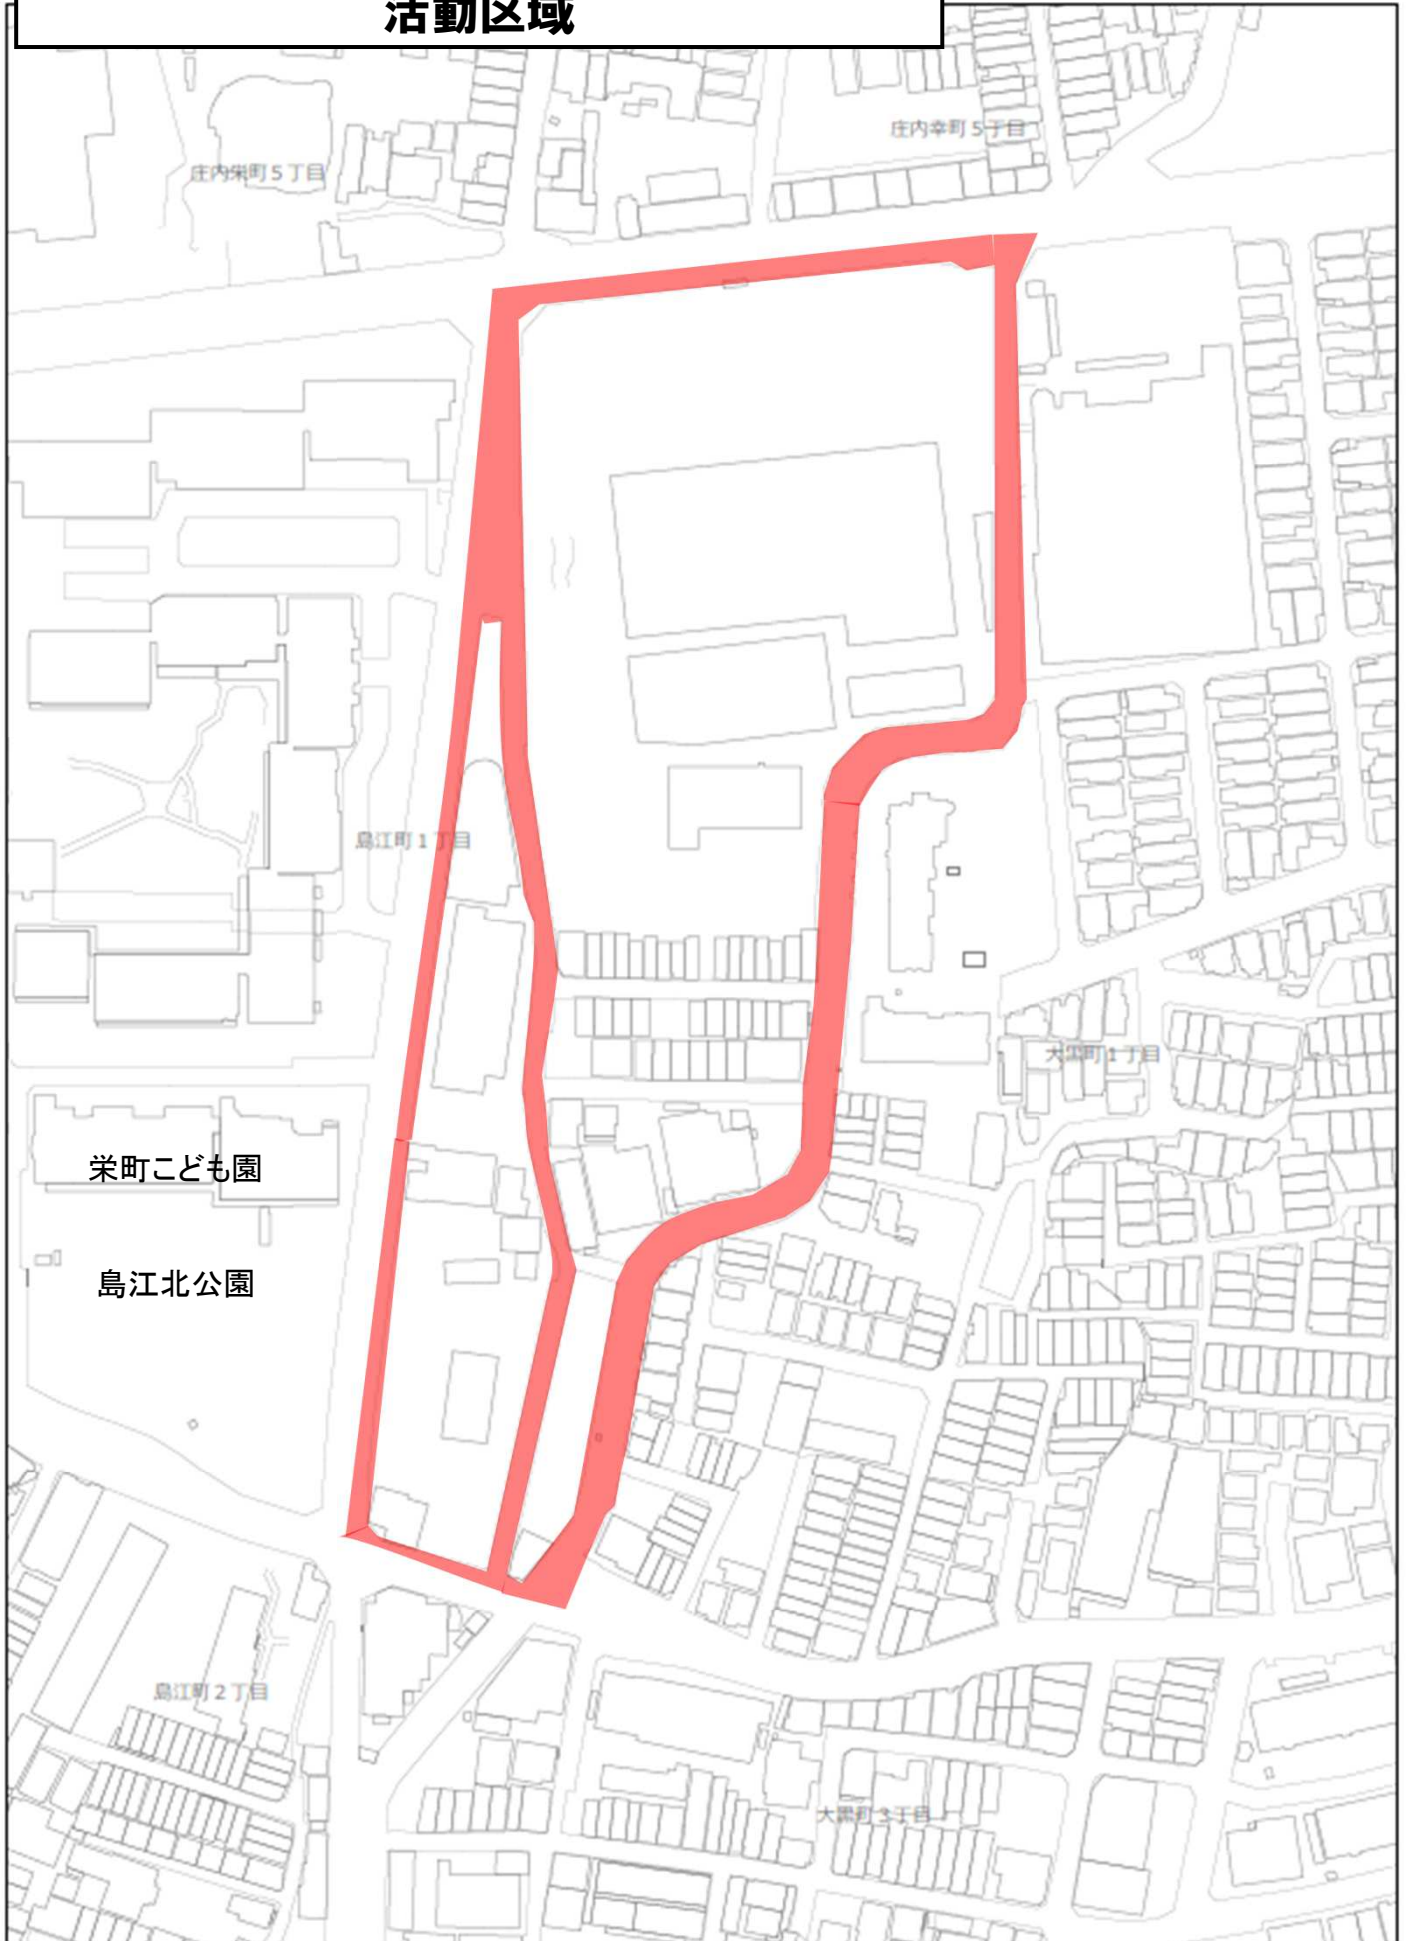 活動区域
庄内幸町５丁目
庄内栄町５丁目
島江町１丁目
大黒町１丁目
栄町こども園
島江北公園
島江町２丁目
大黒町３丁目